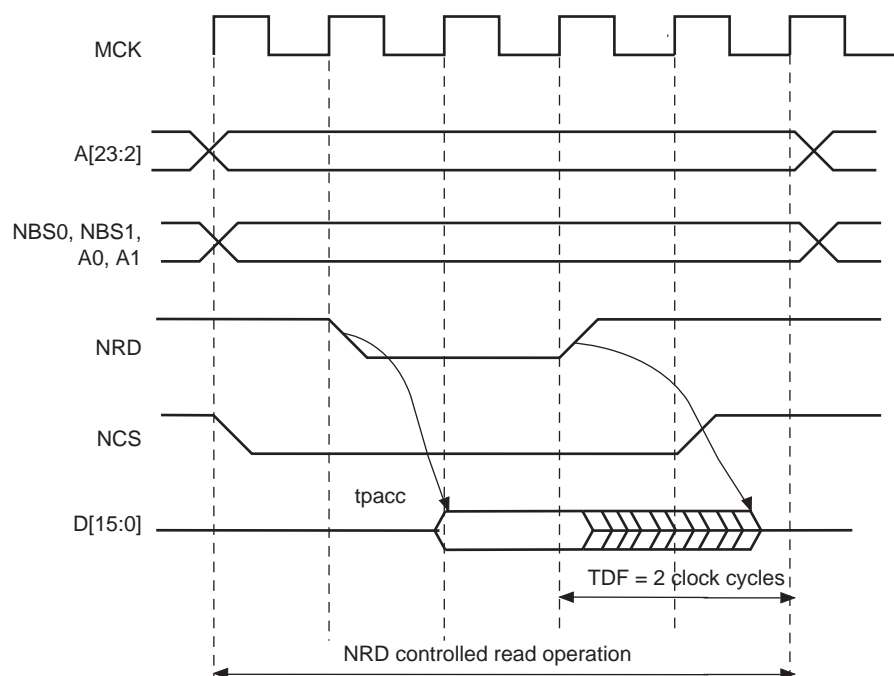 MCK
A[23:2]
NBS0, NBS1,
A0, A1
NRD
NCS
tpacc
D[15:0]
TDF = 2 clock cycles
NRD controlled read operation